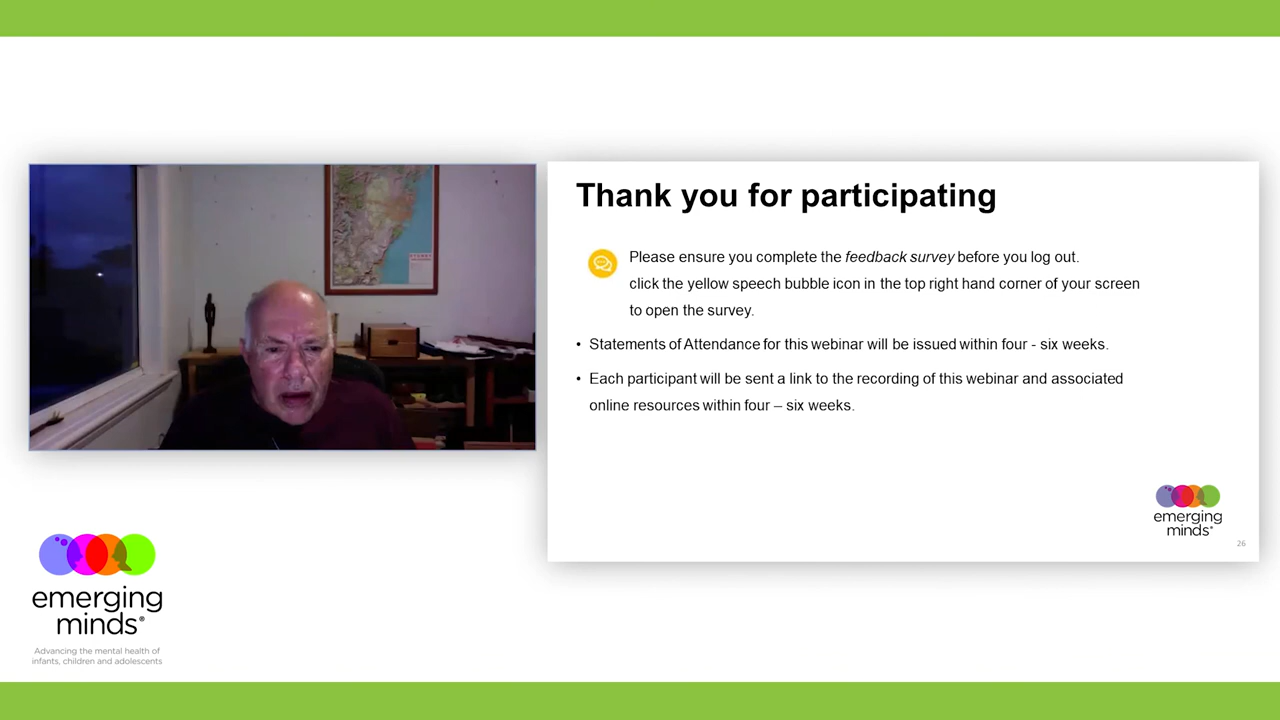 Thank you for participating
Please ensure you complete the feedback survey before you log out.
click the yellow speech bubble icon in the top right hand corner of your screen
to open the survey.
• Statements of Attendance for this webinar will be issued within four - six weeks.
• Each participant will be sent a link to the recording of this webinar and associated
online resources within four – six weeks.
emerging
minds®
26
emerging
minds®
Advancing the mental health of
infants, children and adolescents